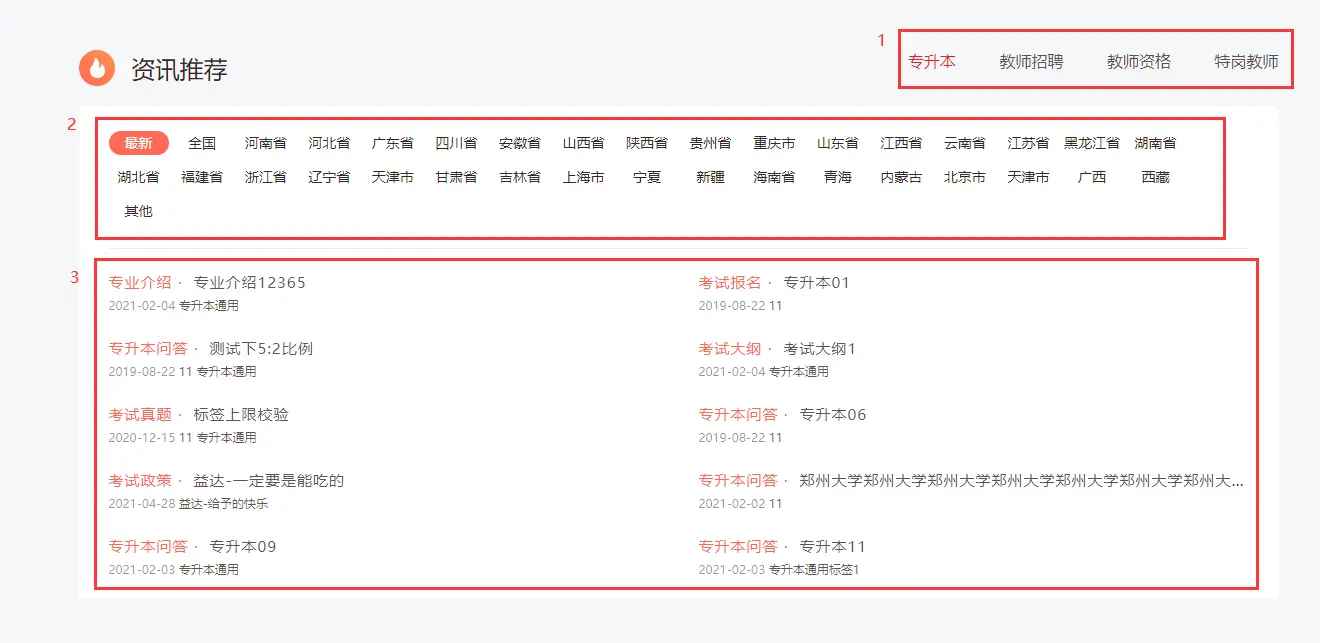 1
专升本 教师招聘 教师资格 特岗教师
资讯推荐
2
最新 全国 河南省 河北省 广东省 四川省 安徽省 山西省 陕西省 贵州省 重庆市 山东省 江西省 云南省 江苏省 黑龙江省 湖南省
湖北省 福建省 浙江省 辽宁省 天津市 甘肃省 吉林省 上海市 宁夏 新疆 海南省 青海 内蒙古 北京市 天津市 广西 西藏
其他
3
专业介绍 · 专业介绍12365
2021-02-04 专升本通用
考试报名 · 专升本01
2019-08-22 11
专升本问答 · 测试下5:2比例
2019-08-22 11 专升本通用
考试大纲 · 考试大纲1
2021-02-04 专升本通用
考试真题 · 标签上限校验
2020-12-15 11 专升本通用
专升本问答 · 专升本06
2019-08-22 11
考试政策 · 益达-一定要是能吃的
2021-04-28 益达-给予的快乐
专升本问答 · 郑州大学郑州大学郑州大学郑州大学郑州大学郑州大学郑州大...
2021-02-02 11
专升本问答 · 专升本09
2021-02-03 专升本通用
专升本问答 · 专升本11
2021-02-03 专升本通用标签1